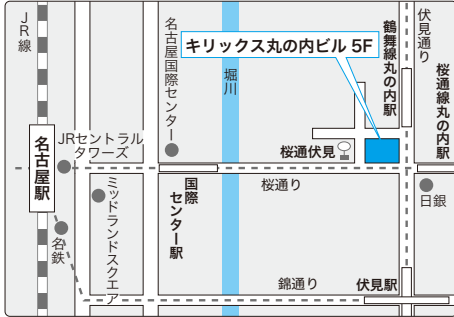 JR線
名古屋国際センター
キリックス丸の内ビル 5F
堀川
鶴舞線丸の内駅
伏見通り
桜通線丸の内駅
名古屋駅
JRセントラル
タワーズ
桜通伏見
国際
センター駅
桜通り
日銀
ミッドランドスクエア
名鉄
錦通り
伏見駅